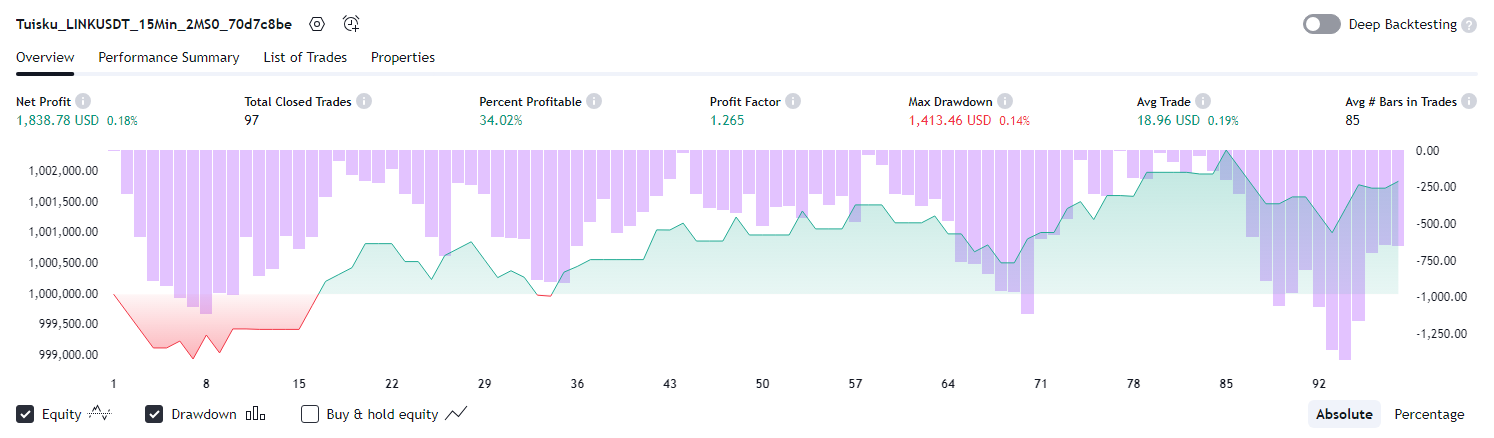 Tuisku_LINKUSDT_15Min_2MS0_70d7c8be
Deep Backtesting
Overview Performance Summary List of Trades Properties
Net Profit Total Closed Trades Percent Profitable Profit Factor Max Drawdown Avg Trade Avg # Bars in Trades
1,838.78 USD 0.18% 97 34.02% 1.265 1,413.46 USD 0.14% 18.96 USD 0.19% 85
1,002,000.00
1,001,500.00
1,001,000.00
1,000,500.00
1,000,000.00
999,500.00
999,000.00
0.00
-250.00
-500.00
-750.00
-1,000.00
-1,250.00
1 8 15 22 29 36 43 50 57 64 71 78 85 92
Equity Drawdown Buy & hold equity Absolute Percentage